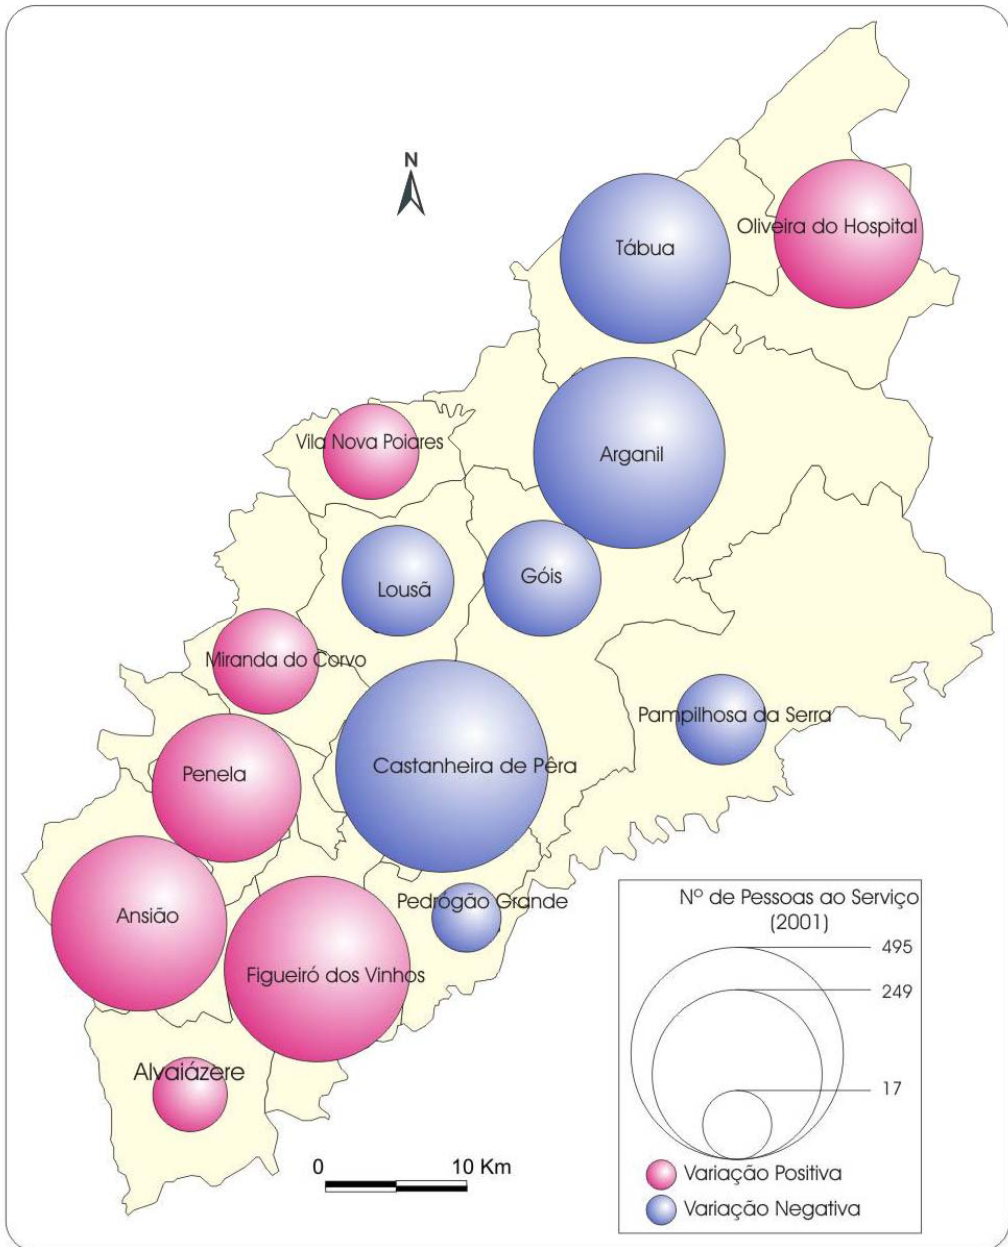 N
Oliveira do Hospital
Tábua
Vila Nova Poiares
Arganil
Lousã
Góis
Miranda do Corvo
Pampilhosa da Serra
Castanheira de Pêra
Penela
Pedrógão Grande
Ansião
Figueiró dos Vinhos
Alvaiázere
0 10 Km
Nº de Pessoas ao Serviço
(2001)
495
249
17
Variação Positiva
Variação Negativa